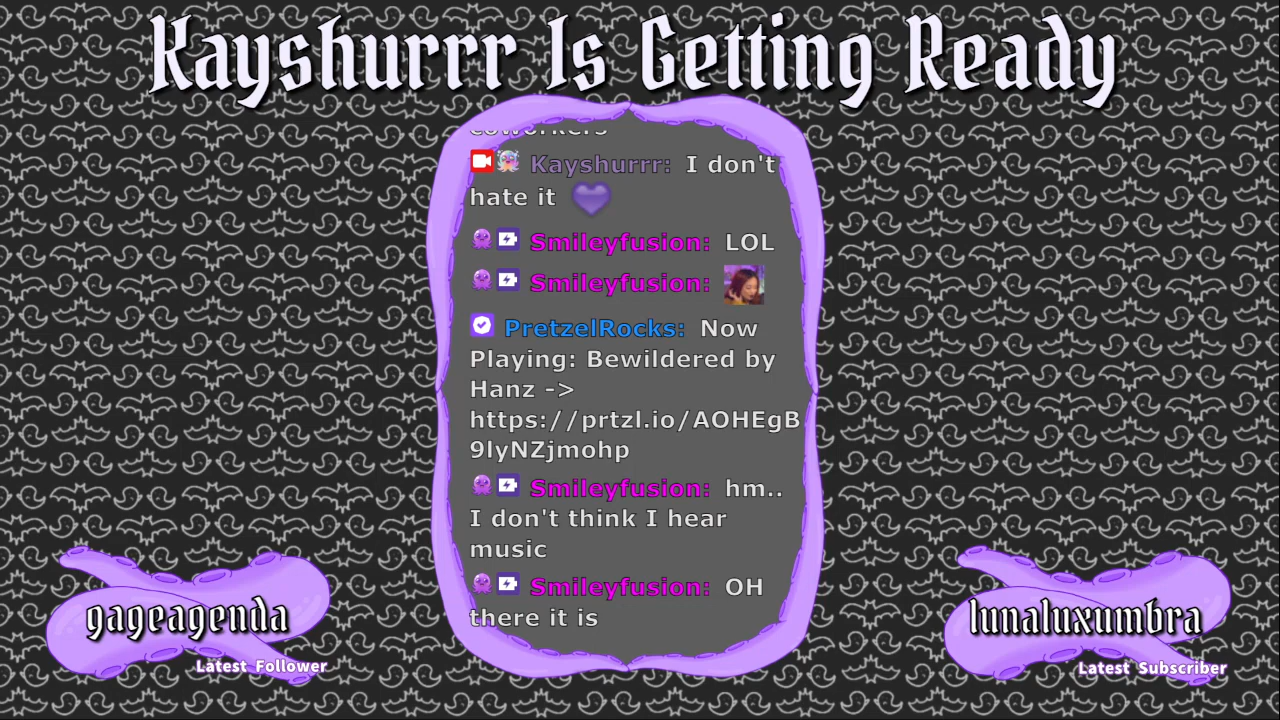 Kayshurrr Is Getting Ready
coworkers
Kayshurrr: I don't
hate it
Smileyfusion: LOL
Smileyfusion:
PretzelRocks: Now
Playing: Bewildered by
Hanz ->
https://prtzl.io/AOHEgB
9lyNZjmohp
Smileyfusion: hm..
I don't think I hear
music
Smileyfusion: OH
there it is
gageagenda
Latest Follower
lunaluxumbra
Latest Subscriber